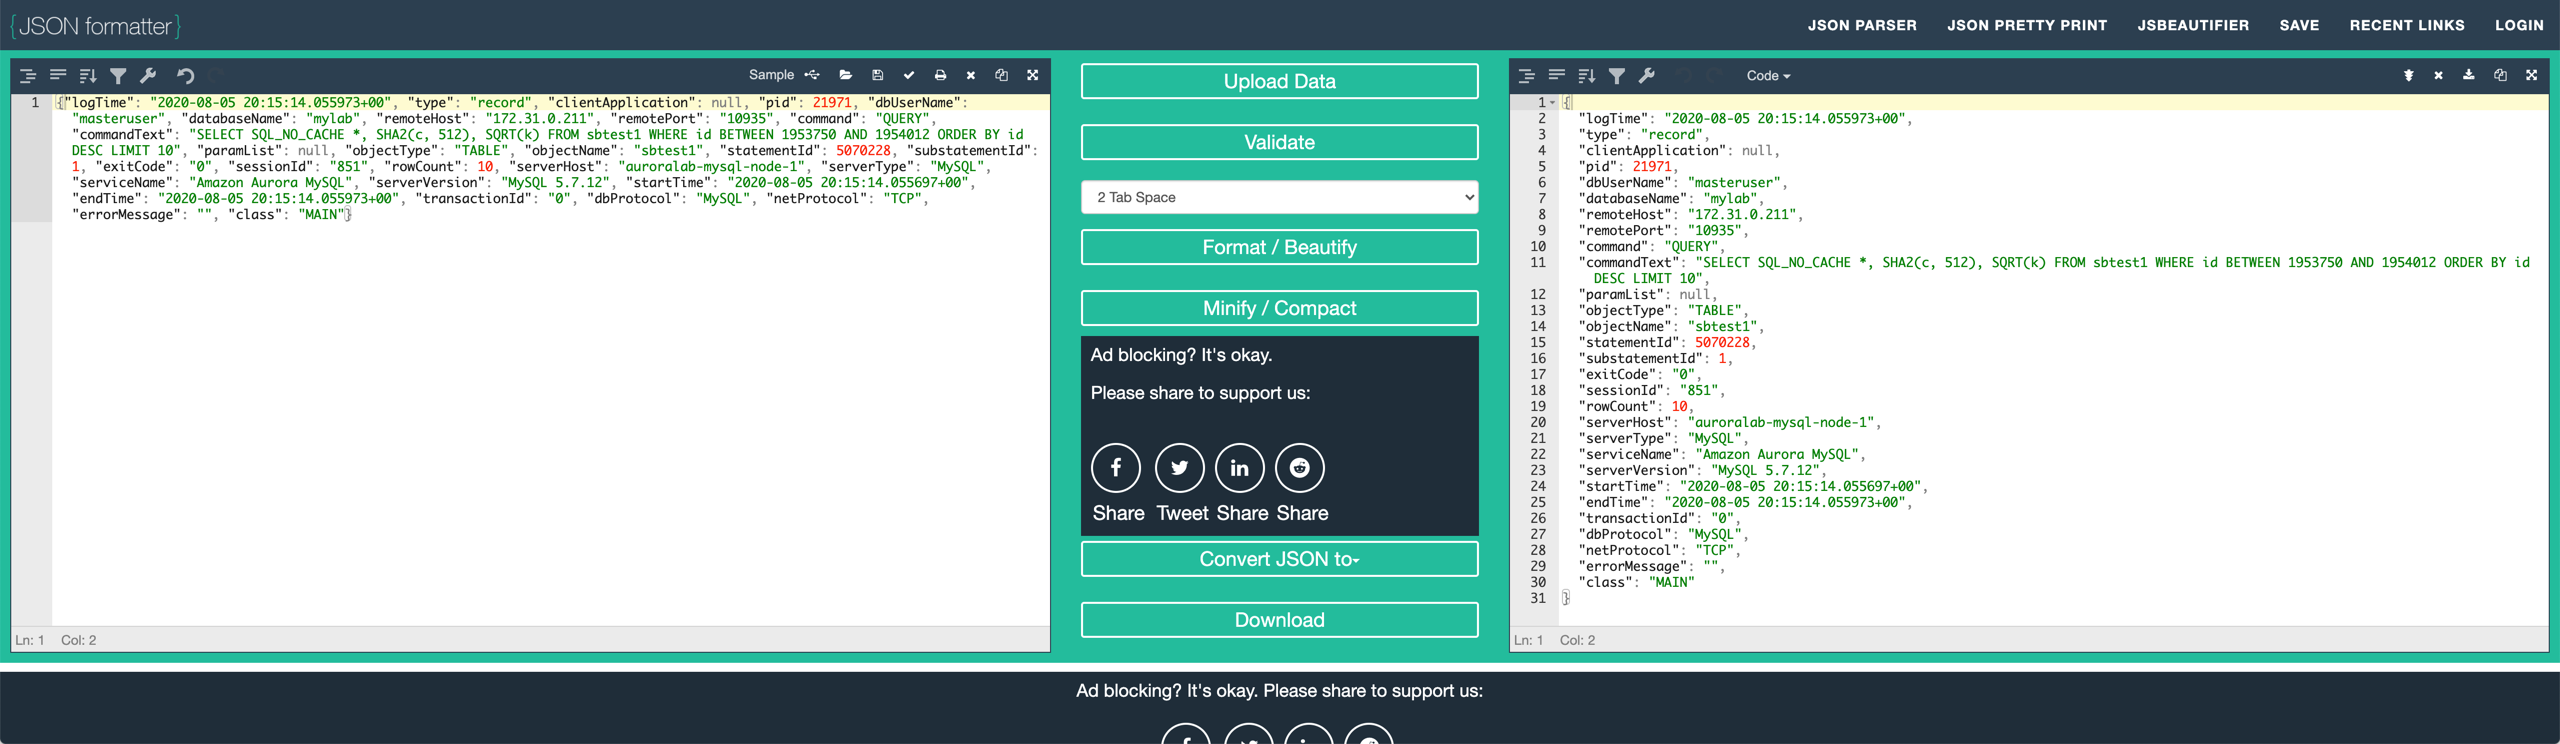 {JSON formatter}
JSON PARSER JSON PRETTY PRINT JSBEAUTIFIER SAVE RECENT LINKS LOGIN
Sample
1 {"logTime": "2020-08-05 20:15:14.055973+00", "type": "record", "clientApplication": null, "pid": 21971, "dbUserName":
"masteruser", "databaseName": "mylab", "remoteHost": "172.31.0.211", "remotePort": "10935", "command": "QUERY",
"commandText": "SELECT SQL_NO_CACHE *, SHA2(c, 512), SQRT(k) FROM sbtest1 WHERE id BETWEEN 1953750 AND 1954012 ORDER BY id
DESC LIMIT 10", "paramList": null, "objectType": "TABLE", "objectName": "sbtest1", "statementId": 5070228, "substatementId":
1, "exitCode": "0", "sessionId": "851", "rowCount": 10, "serverHost": "auroralab-mysql-node-1", "serverType": "MySQL",
"serviceName": "Amazon Aurora MySQL", "serverVersion": "MySQL 5.7.12", "startTime": "2020-08-05 20:15:14.055697+00",
"endTime": "2020-08-05 20:15:14.055973+00", "transactionId": "0", "dbProtocol": "MySQL", "netProtocol": "TCP",
"errorMessage": "", "class": "MAIN"}
Ln: 1 Col: 2
Upload Data
Validate
2 Tab Space
Format / Beautify
Minify / Compact
Ad blocking? It's okay.
Please share to support us:
Share Tweet Share Share
Convert JSON to
Download
Code
1 {
2 "logTime": "2020-08-05 20:15:14.055973+00",
3 "type": "record",
4 "clientApplication": null,
5 "pid": 21971,
6 "dbUserName": "masteruser",
7 "databaseName": "mylab",
8 "remoteHost": "172.31.0.211",
9 "remotePort": "10935",
10 "command": "QUERY",
11 "commandText": "SELECT SQL_NO_CACHE *, SHA2(c, 512), SQRT(k) FROM sbtest1 WHERE id BETWEEN 1953750 AND 1954012 ORDER BY id
DESC LIMIT 10",
12 "paramList": null,
13 "objectType": "TABLE",
14 "objectName": "sbtest1",
15 "statementId": 5070228,
16 "substatementId": 1,
17 "exitCode": "0",
18 "sessionId": "851",
19 "rowCount": 10,
20 "serverHost": "auroralab-mysql-node-1",
21 "serverType": "MySQL",
22 "serviceName": "Amazon Aurora MySQL",
23 "serverVersion": "MySQL 5.7.12",
24 "startTime": "2020-08-05 20:15:14.055697+00",
25 "endTime": "2020-08-05 20:15:14.055973+00",
26 "transactionId": "0",
27 "dbProtocol": "MySQL",
28 "netProtocol": "TCP",
29 "errorMessage": "",
30 "class": "MAIN"
31 }
Ln: 1 Col: 2
Ad blocking? It's okay. Please share to support us: